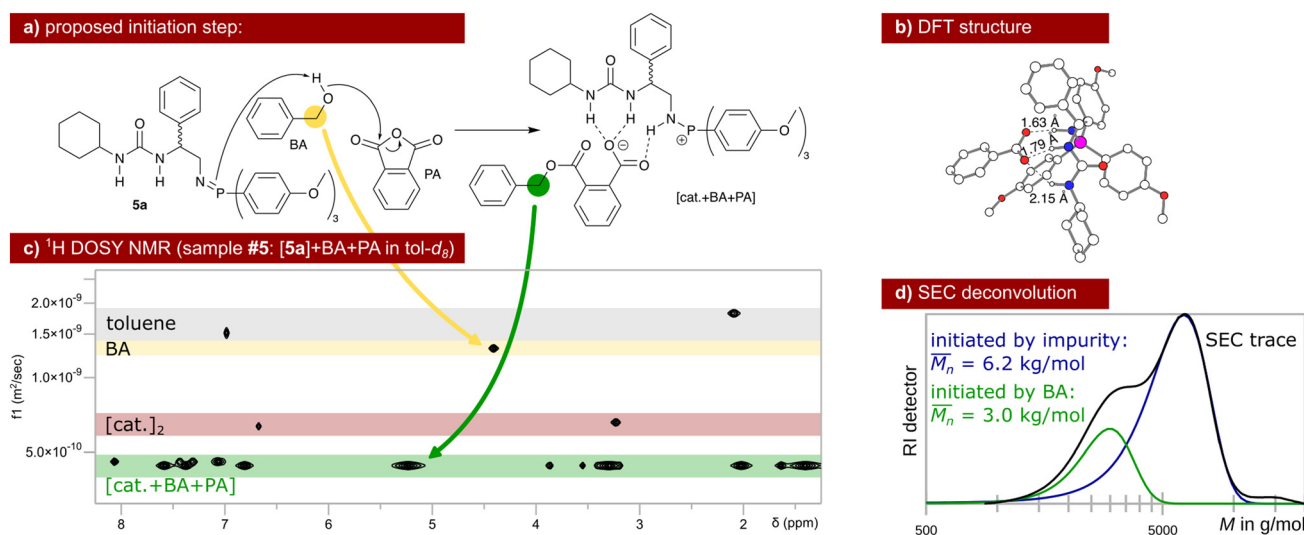 a) proposed initiation step:
H
O
BA
O
N
H
N
H
N
P
O
3
5a
O
O
O
PA
O
N
H
N
H
H
N
P
⊕
O
3
O
O
O
⊖
O
[cat.+BA+PA]
b) DFT structure
1.63 Å
1.79 Å
2.15 Å
c) ¹H DOSY NMR (sample #5: [5a]+BA+PA in tol-d₈)
2.0×10⁻⁹
1.5×10⁻⁹
1.0×10⁻⁹
5.0×10⁻¹⁰
f1 (m²/sec)
toluene
BA
[cat.]₂
[cat.+BA+PA]
8 7 6 5 4 3 2 δ (ppm)
d) SEC deconvolution
initiated by impurity:
M̅n = 6.2 kg/mol
initiated by BA:
M̅n = 3.0 kg/mol
SEC trace
RI detector
500 5000 M in g/mol